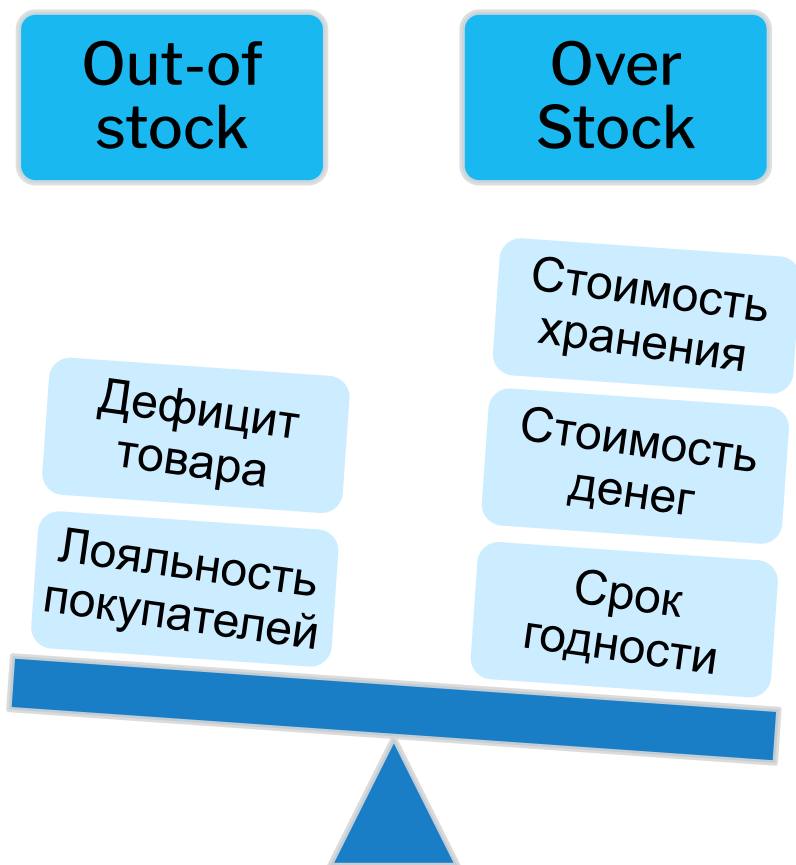 Out-of
stock
Over
Stock
Дефицит
товара
Лояльность
покупателей
Стоимость
хранения
Стоимость
денег
Срок
годности